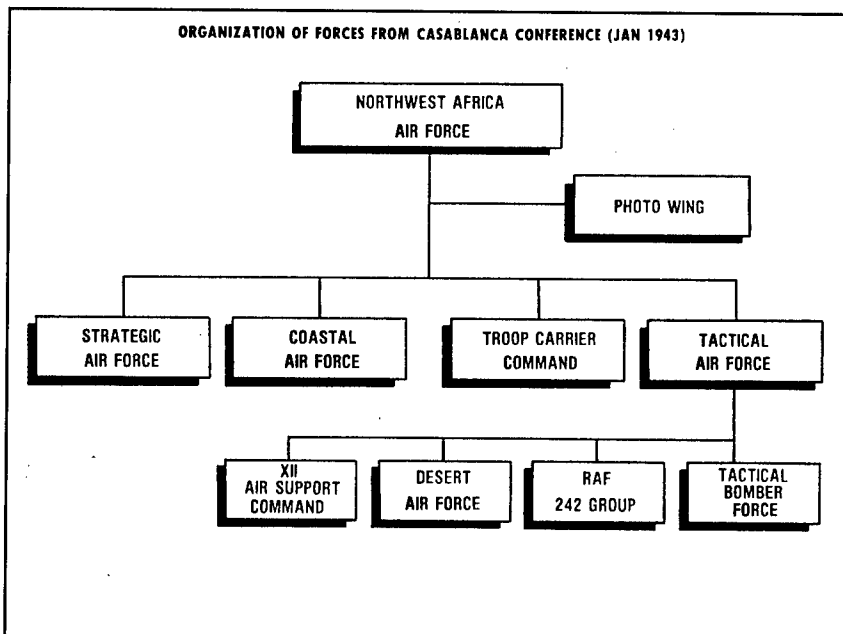 ORGANIZATION OF FORCES FROM CASABLANCA CONFERENCE (JAN 1943)
NORTHWEST AFRICA
AIR FORCE
PHOTO WING
STRATEGIC
AIR FORCE
COASTAL
AIR FORCE
TROOP CARRIER
COMMAND
TACTICAL
AIR FORCE
XII
AIR SUPPORT
COMMAND
DESERT
AIR FORCE
RAF
242 GROUP
TACTICAL
BOMBER
FORCE